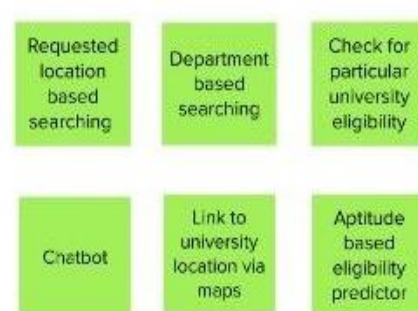 Requested
location
based
searching
Department
based
searching
Check for
particular
university
eligibility
Chatbot
Link to
university
location via
maps
Aptitude
based
eligibility
predictor